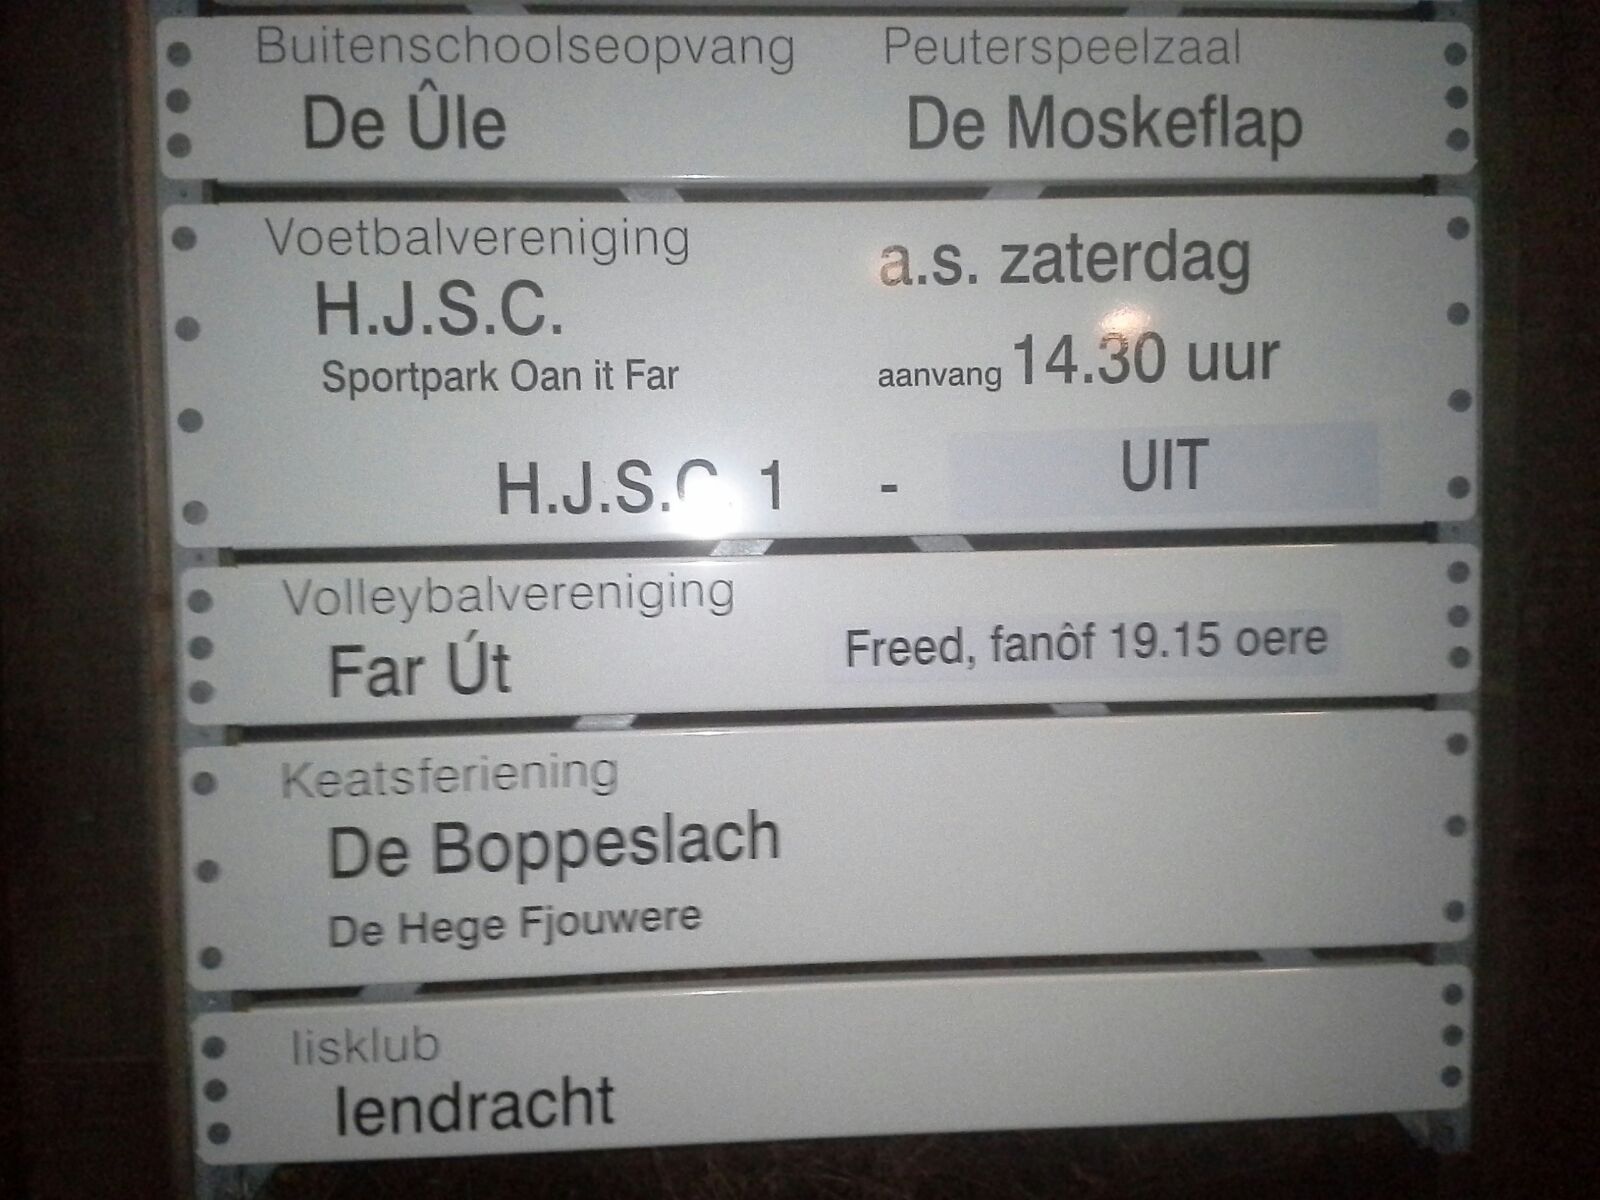 Buitenschoolseopvang Peuterspeelzaal
De Ûle De Moskeflap
Voetbalvereniging a.s. zaterdag
H.J.S.C.
Sportpark Oan it Far aanvang 14.30 uur
H.J.S.C. 1 - UIT
Volleybalvereniging
Far Út Freed, fanôf 19.15 oere
Keatsferiening
De Boppeslach
De Hege Fjouwere
Iisklub
Iendracht